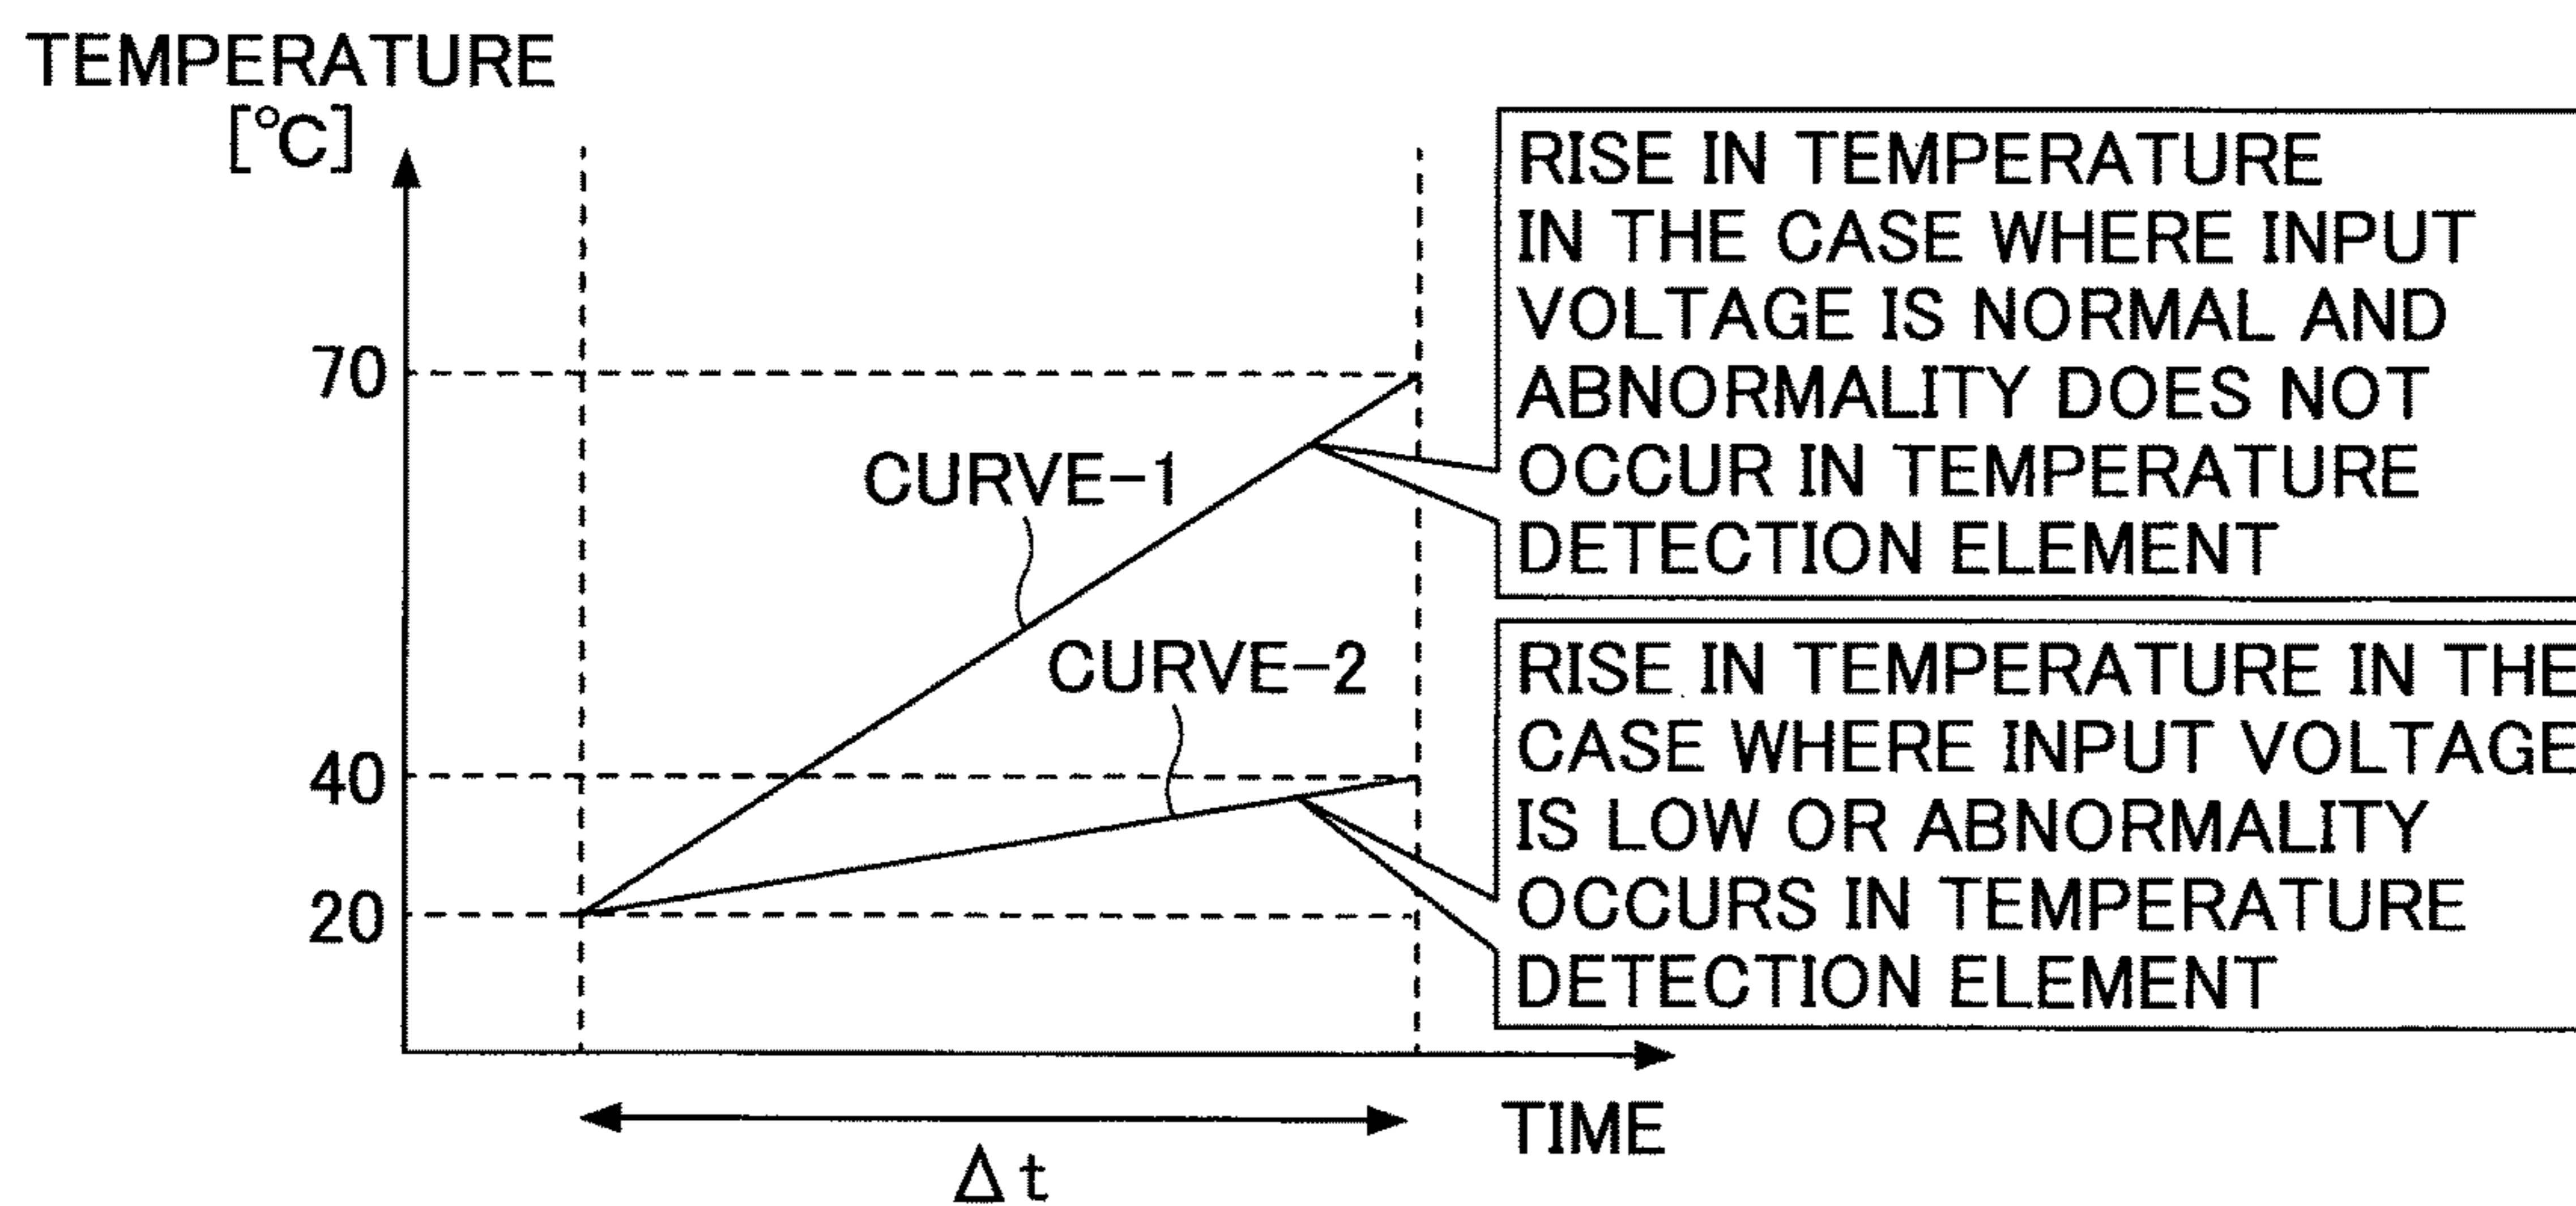 TEMPERATURE
[°C]
70
40
20
CURVE-1
CURVE-2
RISE IN TEMPERATURE
IN THE CASE WHERE INPUT
VOLTAGE IS NORMAL AND
ABNORMALITY DOES NOT
OCCUR IN TEMPERATURE
DETECTION ELEMENT
RISE IN TEMPERATURE IN THE
CASE WHERE INPUT VOLTAGE
IS LOW OR ABNORMALITY
OCCURS IN TEMPERATURE
DETECTION ELEMENT
TIME
Δt